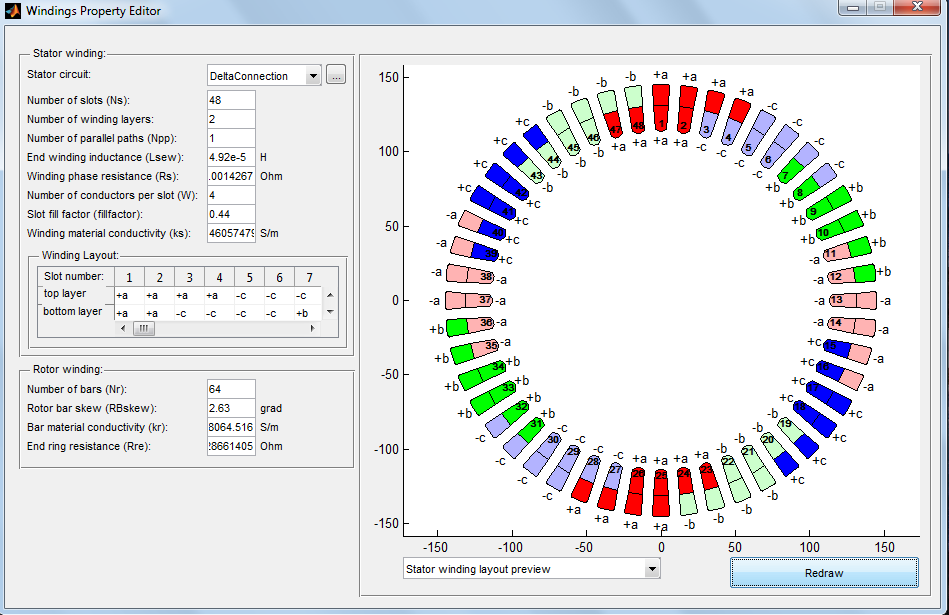 Windings Property Editor
Stator winding:
Stator circuit: DeltaConnection ...
Number of slots (Ns): 48
Number of winding layers: 2
Number of parallel paths (Npp): 1
End winding inductance (Lsew): 4.92e-5 H
Winding phase resistance (Rs): .0014267 Ohm
Number of conductors per slot (W): 4
Slot fill factor (fillfactor): 0.44
Winding material conductivity (ks): 46057479 S/m
Winding Layout:
Slot number: 1 2 3 4 5 6 7
top layer +a +a +a +a -c -c -c
bottom layer +a +a -c -c -c -c +b
Rotor winding:
Number of bars (Nr): 64
Rotor bar skew (RBskew): 2.63 grad
Bar material conductivity (kr): 8064.516 S/m
End ring resistance (Rre): 28661405 Ohm
150
100
50
0
-50
-100
-150
-150 -100 -50 0 50 100 150
+a +a +a +a -c -c -c -c +b +b +b +b -a -a -a -a +c +c +c +c -b -b -b -b +a +a +a +a -c -c -c -c +b +b +b +b -a -a -a -a +c +c +c +c -b -b -b -b
1 2 3 4 5 6 7 8 9 10 11 12 13 14 15 16 17 18 19 20 21 22 23 24 25 26 27 28 29 30 31 32 33 34 35 36 37 38 39 40 41 42 43 44 45 46 47 48
+a +a -c -c -c -c +b +b +b +b -a -a -a -a +c +c +c +c -b -b -b -b +a +a +a +a -c -c -c -c +b +b +b +b -a -a -a -a +c +c +c +c -b -b -b -b +a +a
Stator winding layout preview
Redraw